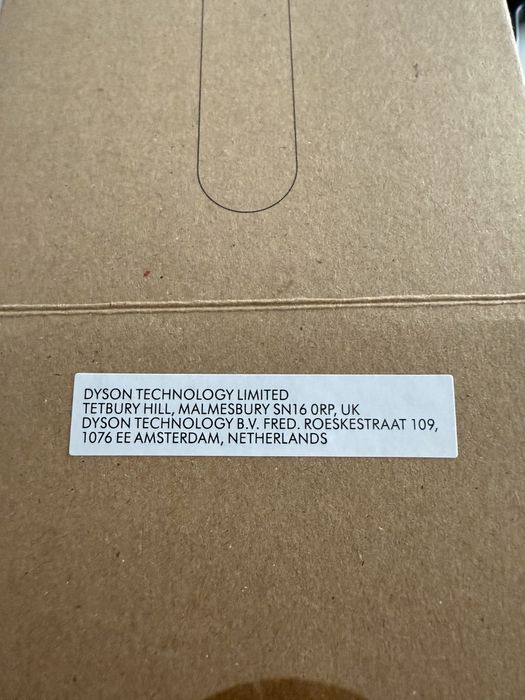 DYSON TECHNOLOGY LIMITED
TETBURY HILL, MALMESBURY SN16 0RP, UK
DYSON TECHNOLOGY B.V. FRED. ROESKESTRAAT 109,
1076 EE AMSTERDAM, NETHERLANDS